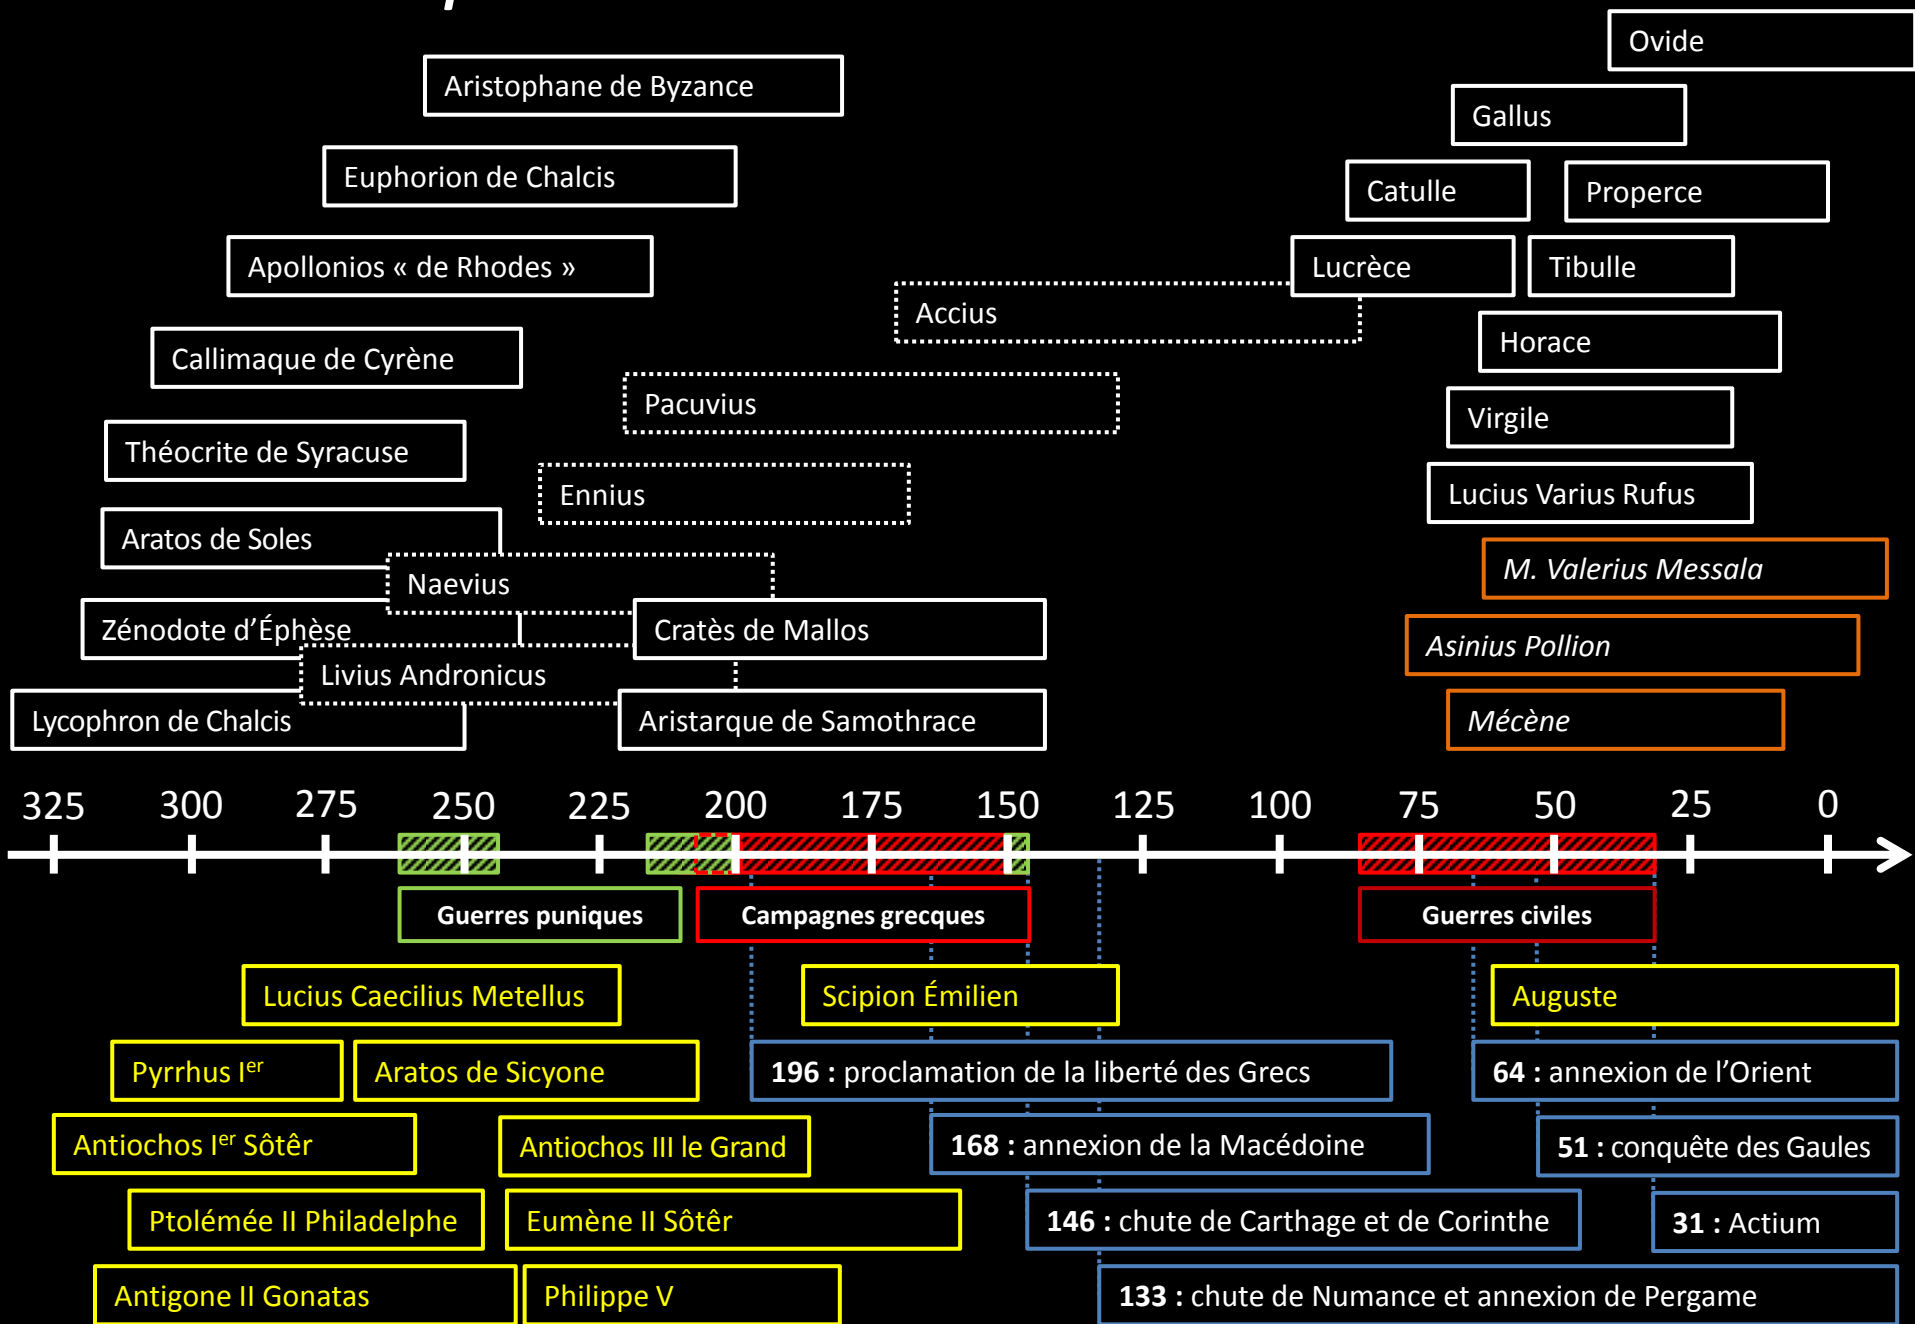 Ovide
Aristophane de Byzance
Gallus
Euphorion de Chalcis
Catulle
Properce
Apollonios « de Rhodes »
Lucrèce
Tibulle
Accius
Horace
Callimaque de Cyrène
Pacuvius
Virgile
Théocrite de Syracuse
Ennius
Lucius Varius Rufus
Aratos de Soles
Naevius
M. Valerius Messala
Zénodote d’Éphèse
Cratès de Mallos
Asinius Pollion
Livius Andronicus
Lycophron de Chalcis
Aristarque de Samothrace
Mécène
325 300 275 250 225 200 175 150 125 100 75 50 25 0
Guerres puniques
Campagnes grecques
Guerres civiles
Lucius Caecilius Metellus
Scipion Émilien
Auguste
Pyrrhus Ier
Aratos de Sicyone
196 : proclamation de la liberté des Grecs
64 : annexion de l’Orient
Antiochos Ier Sôtêr
Antiochos III le Grand
168 : annexion de la Macédoine
51 : conquête des Gaules
Ptolémée II Philadelphe
Eumène II Sôtêr
146 : chute de Carthage et de Corinthe
31 : Actium
Antigone II Gonatas
Philippe V
133 : chute de Numance et annexion de Pergame